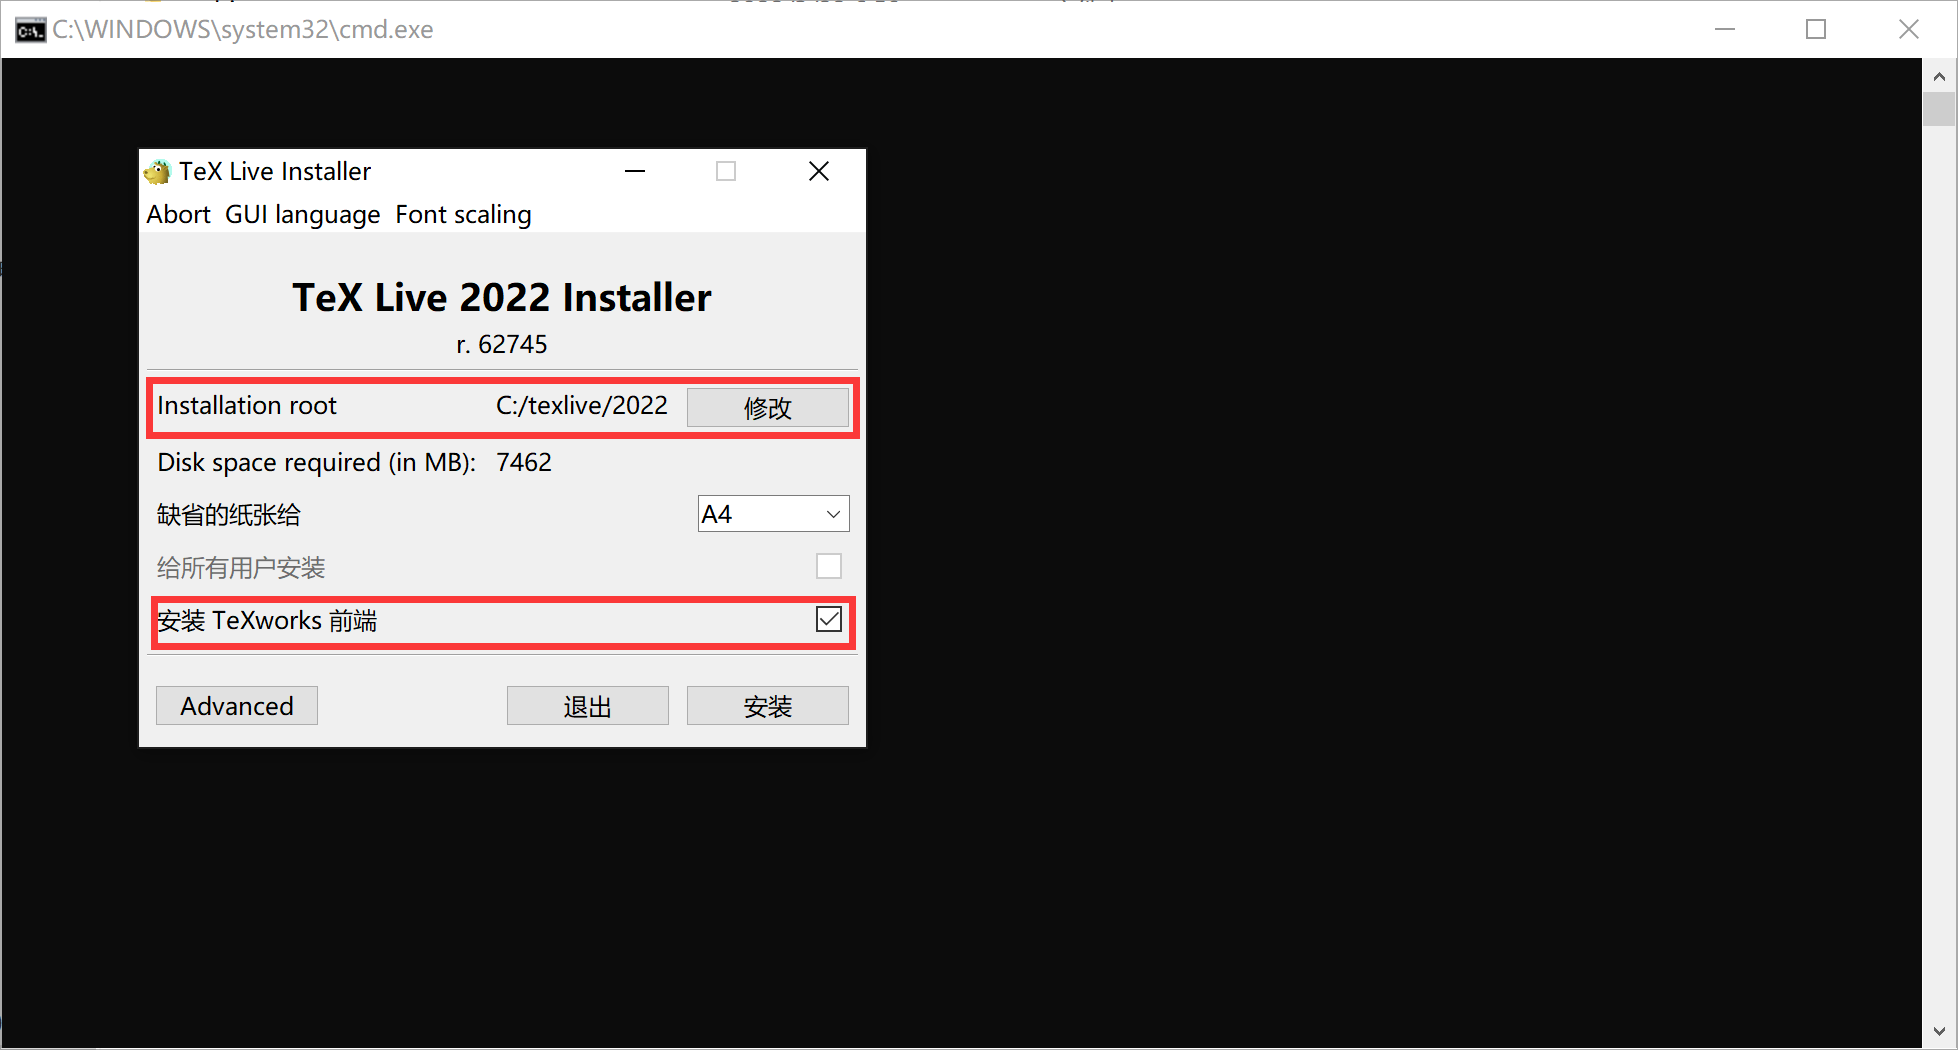 C:\WINDOWS\system32\cmd.exe
TeX Live Installer
Abort GUI language Font scaling
TeX Live 2022 Installer
r. 62745
Installation root C:/texlive/2022 修改
Disk space required (in MB): 7462
缺省的纸张给 A4
给所有用户安装
安装 TeXworks 前端
Advanced 退出 安装